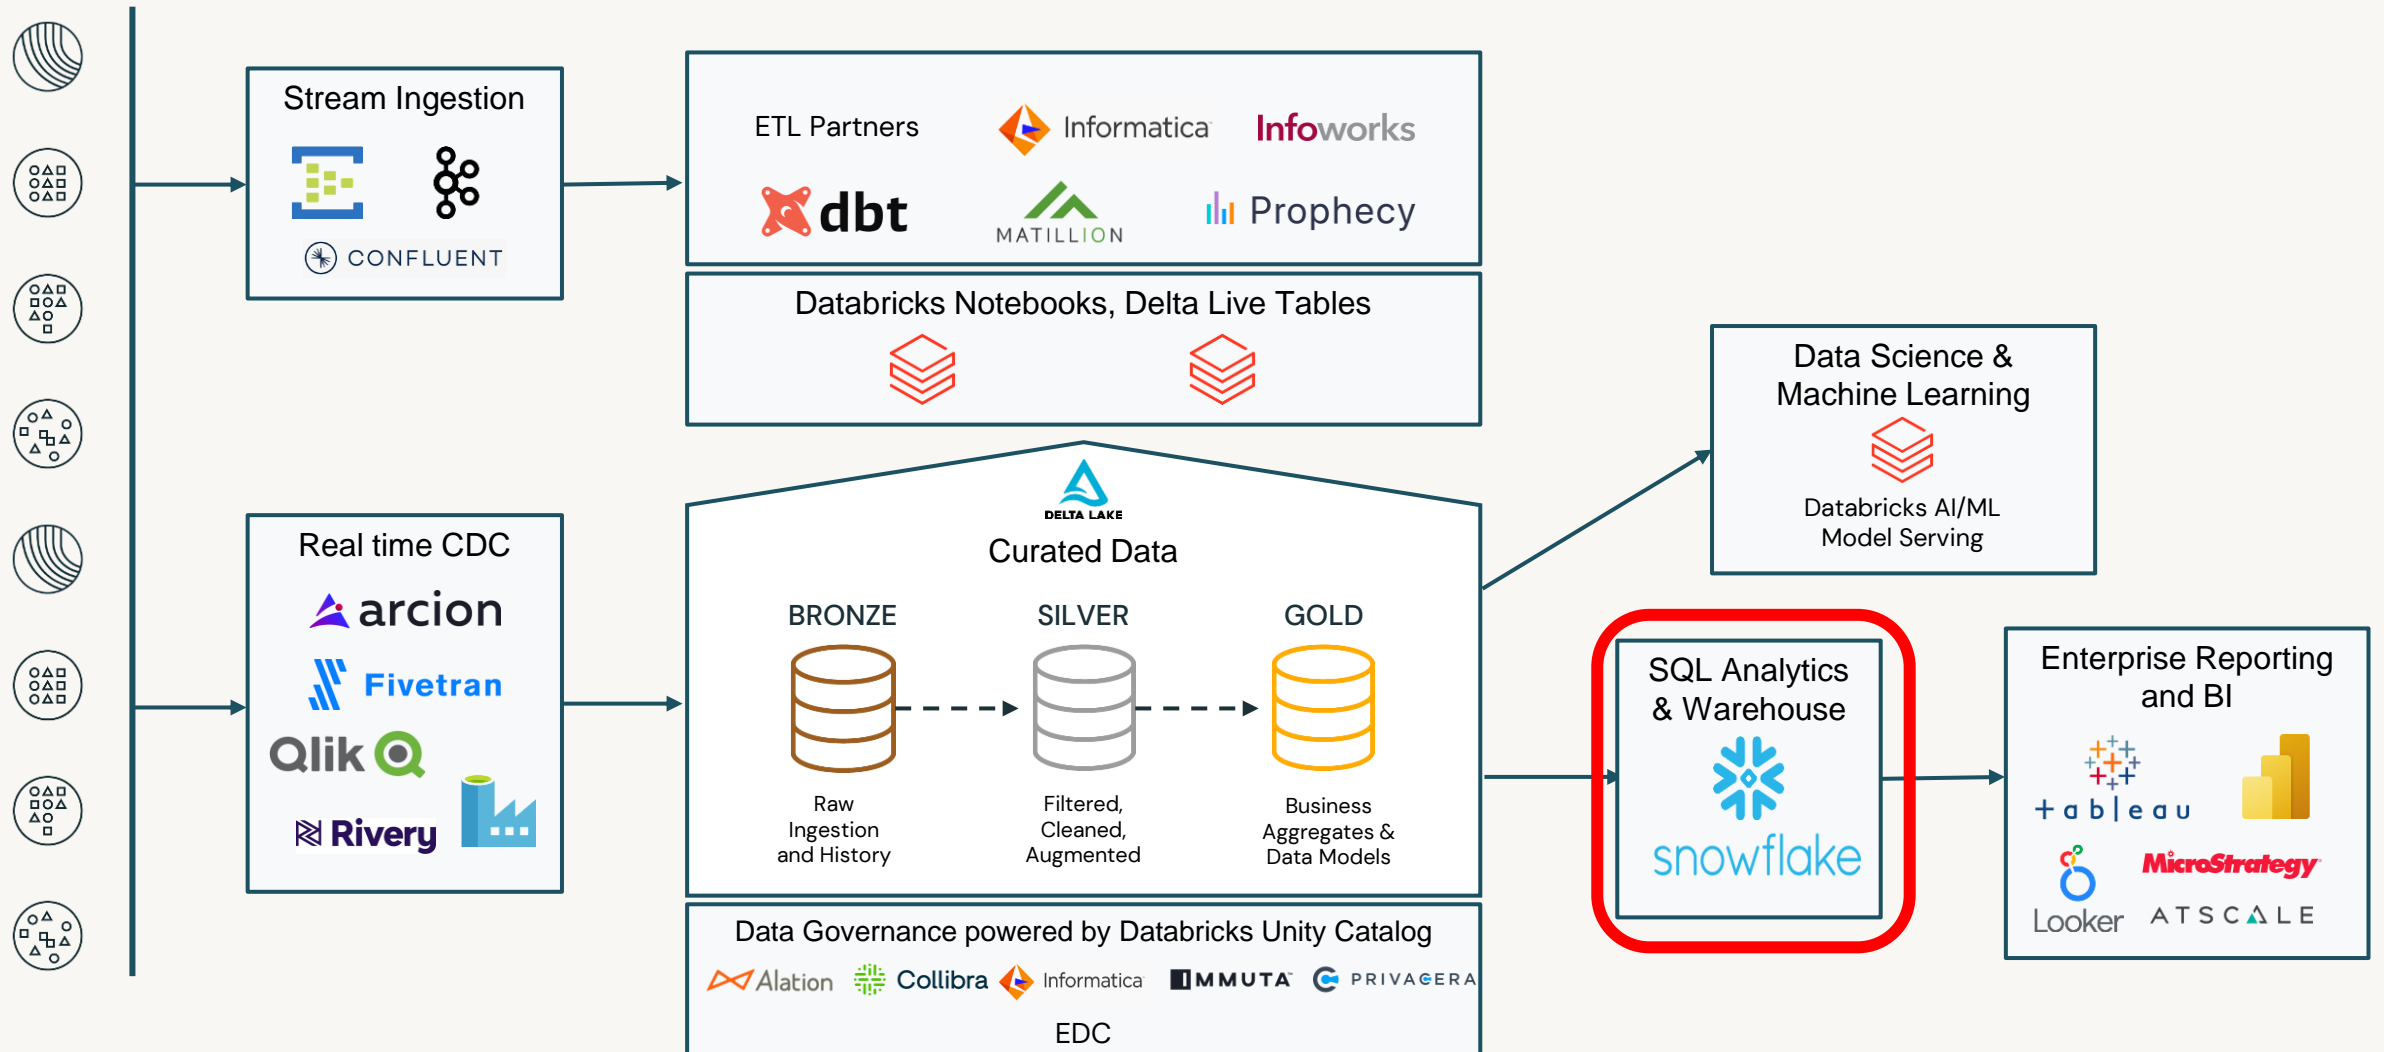 Stream Ingestion
CONFLUENT
ETL Partners
Informatica
Infoworks
dbt
MATILLION
Prophecy
Databricks Notebooks, Delta Live Tables
Real time CDC
arcion
Fivetran
Qlik
Rivery
DELTA LAKE
Curated Data
BRONZE
SILVER
GOLD
Raw
Ingestion
and History
Filtered,
Cleaned,
Augmented
Business
Aggregates &
Data Models
Data Governance powered by Databricks Unity Catalog
Alation
Collibra
Informatica
IMMUTA
PRIVACERA
EDC
Data Science &
Machine Learning
Databricks AI/ML
Model Serving
SQL Analytics
& Warehouse
snowflake
Enterprise Reporting
and BI
+ableau
Looker
MicroStrategy
ATSCALE